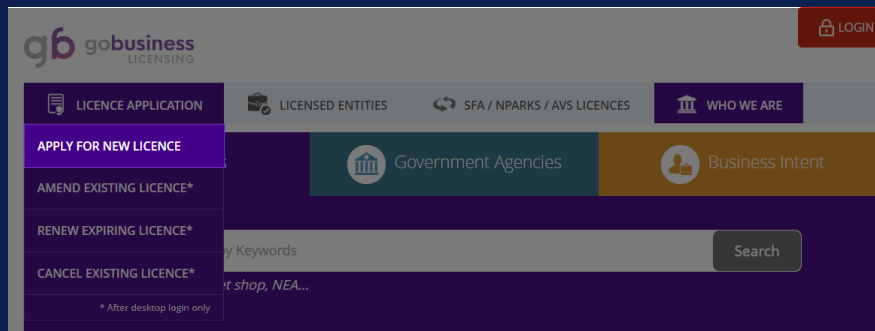 LOGIN
gb gobusiness
LICENSING
LICENCE APPLICATION
LICENSED ENTITIES
SFA / NPARKS / AVS LICENCES
WHO WE ARE
APPLY FOR NEW LICENCE
AMEND EXISTING LICENCE*
RENEW EXPIRING LICENCE*
CANCEL EXISTING LICENCE*
* After desktop login only
Government Agencies
Business Intent
Keywords
Search
shop, NEA...